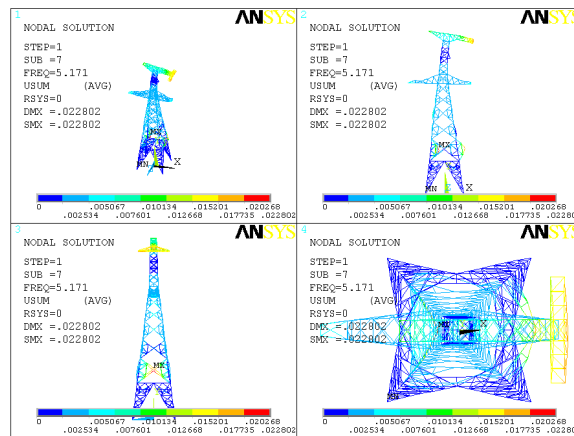 1
ANSYS
NODAL SOLUTION
STEP=1
SUB =7
FREQ=5.171
USUM (AVG)
RSYS=0
DMX =.022802
SMX =.022802
MX
MN
Z
X
0 .005067 .010134 .015201 .020268
.002534 .007601 .012668 .017735 .022802
2
ANSYS
NODAL SOLUTION
STEP=1
SUB =7
FREQ=5.171
USUM (AVG)
RSYS=0
DMX =.022802
SMX =.022802
MX
MN Z X
0 .005067 .010134 .015201 .020268
.002534 .007601 .012668 .017735 .022802
3
ANSYS
NODAL SOLUTION
STEP=1
SUB =7
FREQ=5.171
USUM (AVG)
RSYS=0
DMX =.022802
SMX =.022802
MX
0 .005067 .010134 .015201 .020268
.002534 .007601 .012668 .017735 .022802
4
ANSYS
NODAL SOLUTION
STEP=1
SUB =7
FREQ=5.171
USUM (AVG)
RSYS=0
DMX =.022802
SMX =.022802
MX
X
MN
0 .005067 .010134 .015201 .020268
.002534 .007601 .012668 .017735 .022802